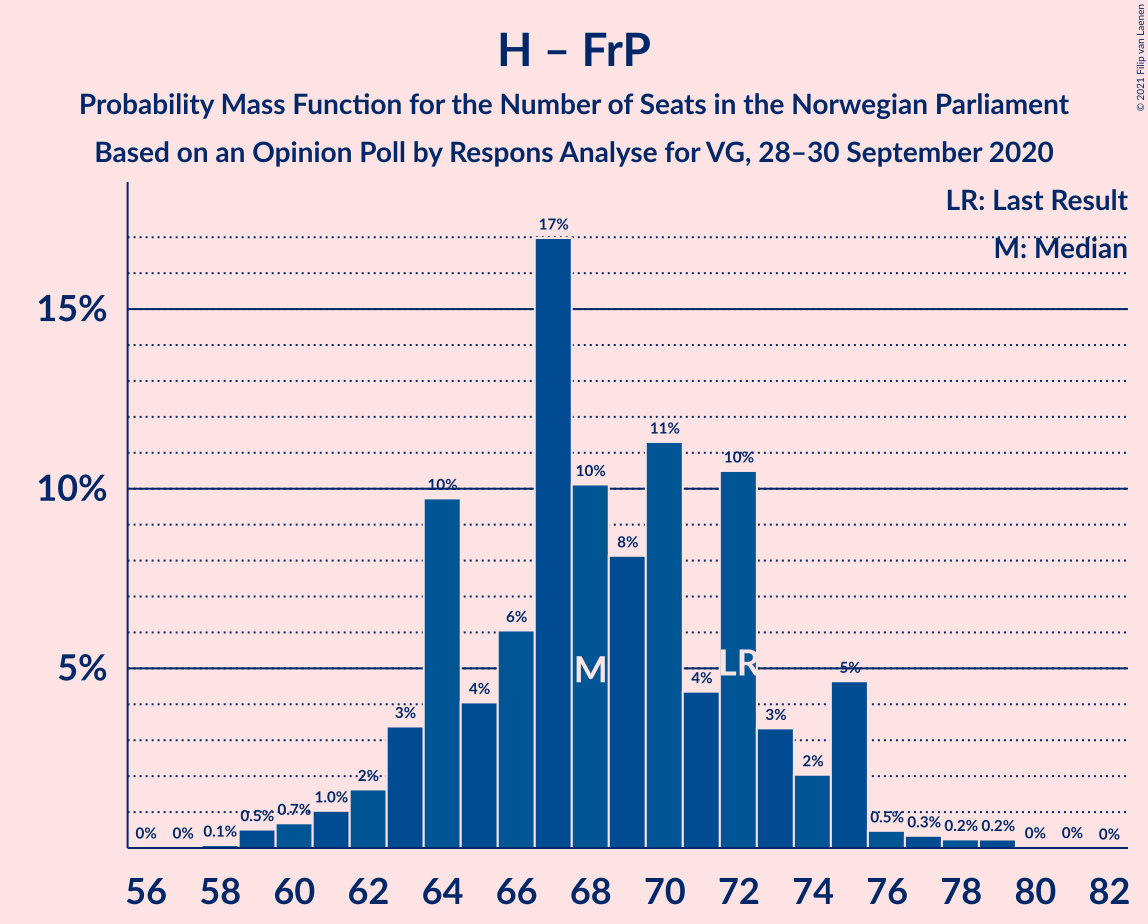 © 2021 Filip van Laenen
H – FrP
Probability Mass Function for the Number of Seats in the Norwegian Parliament
Based on an Opinion Poll by Respons Analyse for VG, 28–30 September 2020
LR: Last Result
M: Median
15%
10%
5%
0% 0% 0.1% 0.5% 0.7% 1.0% 2% 3% 10% 4% 6% 17% 10% 8% 11% 4% 10% 3% 2% 5% 0.5% 0.3% 0.2% 0.2% 0% 0% 0%
M LR
56 58 60 62 64 66 68 70 72 74 76 78 80 82